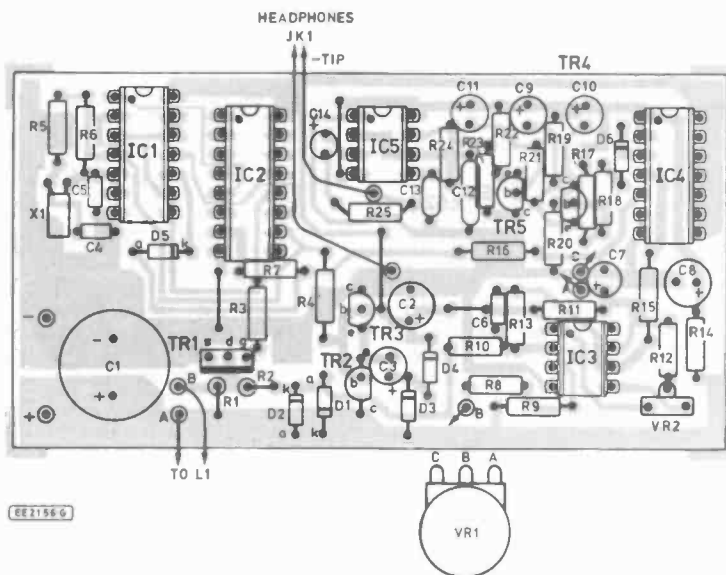 HEADPHONES
JK1
-TIP
TR4
C11
C9
C10
R5
R6
IC1
IC2
C14
IC5
R24
R23
R22
R21
R19
R17
D6
IC4
C5
X1
C4
C13
C12
b
c
TR5
c
b
R18
R25
D5
a
k
R16
R20
C
C7
A
R7
R3
R4
c
b
e
C2
TR3
C6
R13
R11
R15
C8
R14
-
-
C1
+
+
TR1
s
d
g
TR2
C3
b
c
D4
R10
IC3
R12
B
R1
R2
k
D2
a
a
D1
k
D3
R8
R9
B
VR2
A
TO L1
C
B
A
VR1
EE2156G